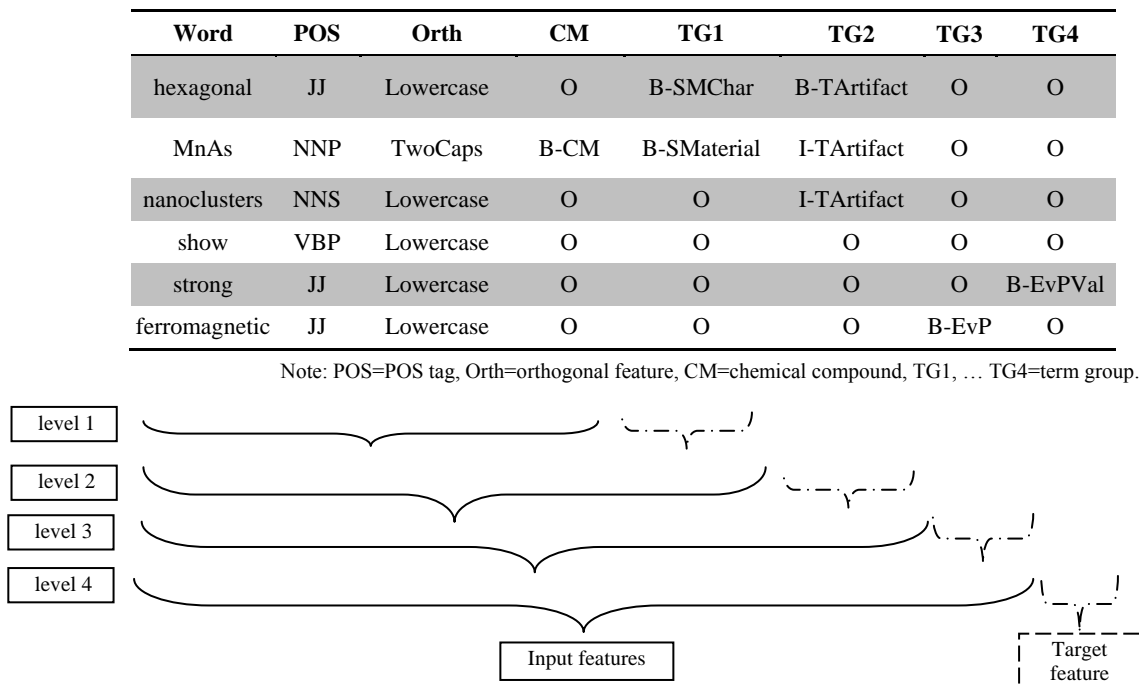 Word POS Orth CM TG1 TG2 TG3 TG4
hexagonal JJ Lowercase O B-SMChar B-TArtifact O O
MnAs NNP TwoCaps B-CM B-SMaterial I-TArtifact O O
nanoclusters NNS Lowercase O O I-TArtifact O O
show VBP Lowercase O O O O O
strong JJ Lowercase O O O O B-EvPVal
ferromagnetic JJ Lowercase O O O B-EvP O
Note: POS=POS tag, Orth=orthogonal feature, CM=chemical compound, TG1, … TG4=term group.
level 1
level 2
level 3
level 4
Input features
Target
feature